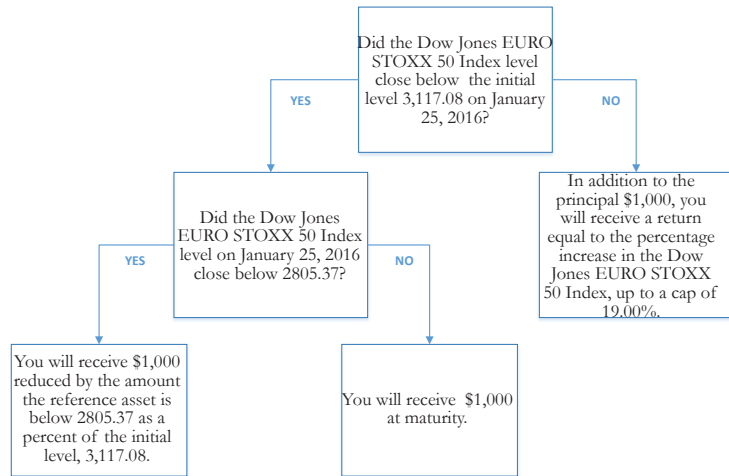 Did the Dow Jones EURO
STOXX 50 Index level
close below the initial
level 3,117.08 on January
25, 2016?
YES
NO
Did the Dow Jones
EURO STOXX 50 Index
level on January 25, 2016
close below 2805.37?
In addition to the
principal $1,000, you
will receive a return
equal to the percentage
increase in the Dow
Jones EURO STOXX
50 Index, up to a cap of
19.00%.
YES
NO
You will receive $1,000
reduced by the amount
the reference asset is
below 2805.37 as a
percent of the initial
level, 3,117.08.
You will receive $1,000
at maturity.